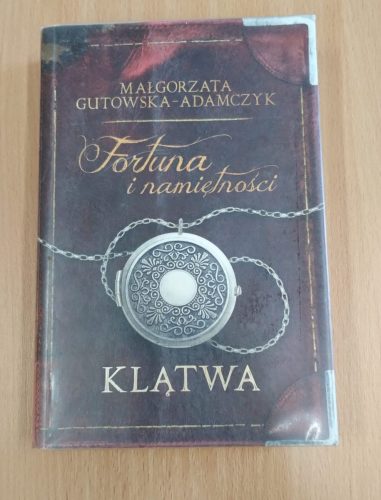 MAŁGORZATA
GUTOWSKA-ADAMCZYK
Fortuna
i namiętności
KLĄTWA